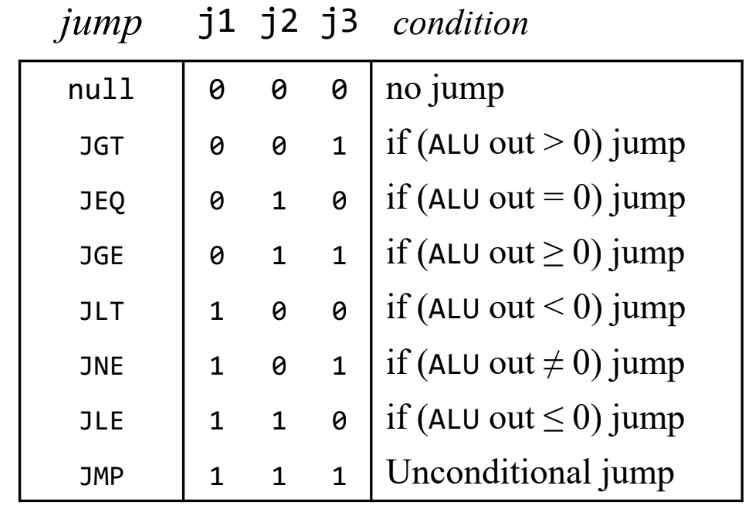 jump j1 j2 j3 condition
null 0 0 0 no jump
JGT 0 0 1 if (ALU out > 0) jump
JEQ 0 1 0 if (ALU out = 0) jump
JGE 0 1 1 if (ALU out ≥ 0) jump
JLT 1 0 0 if (ALU out < 0) jump
JNE 1 0 1 if (ALU out ≠ 0) jump
JLE 1 1 0 if (ALU out ≤ 0) jump
JMP 1 1 1 Unconditional jump